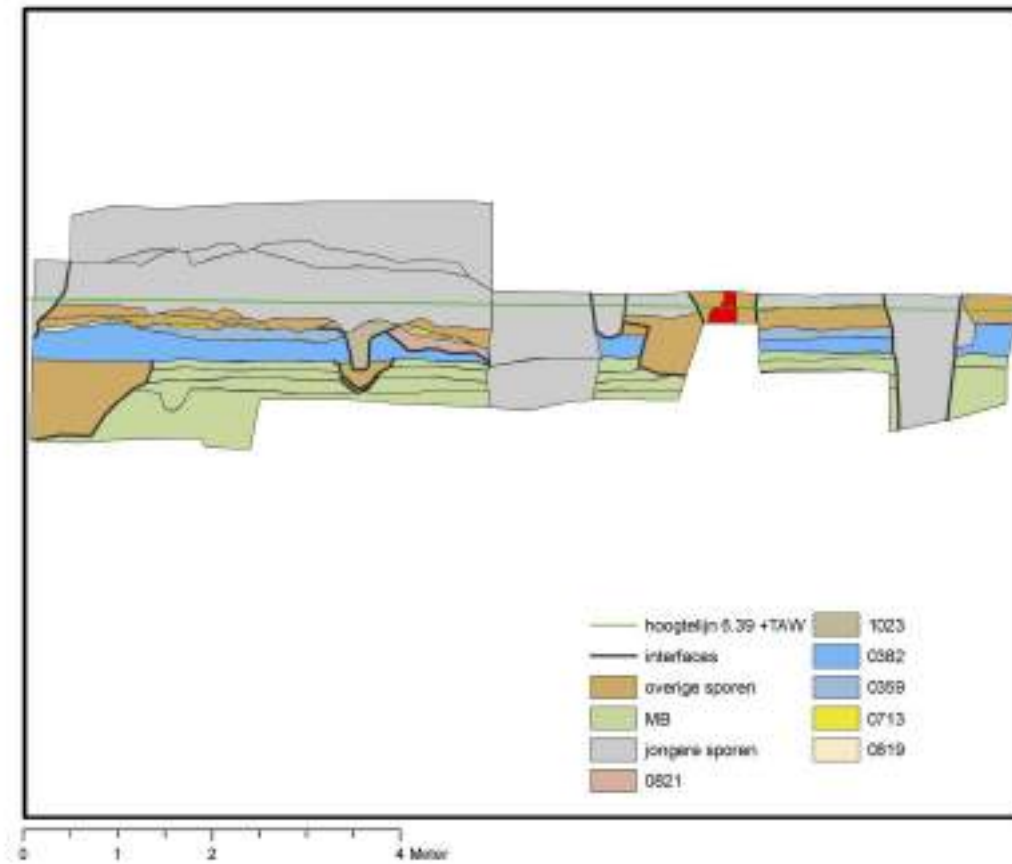 hoogtelijn 6.39 +TAW
interfaces
overige sporen
MB
jongere sporen
0821
1023
0382
0359
0713
0819
0 1 2 4 Meter